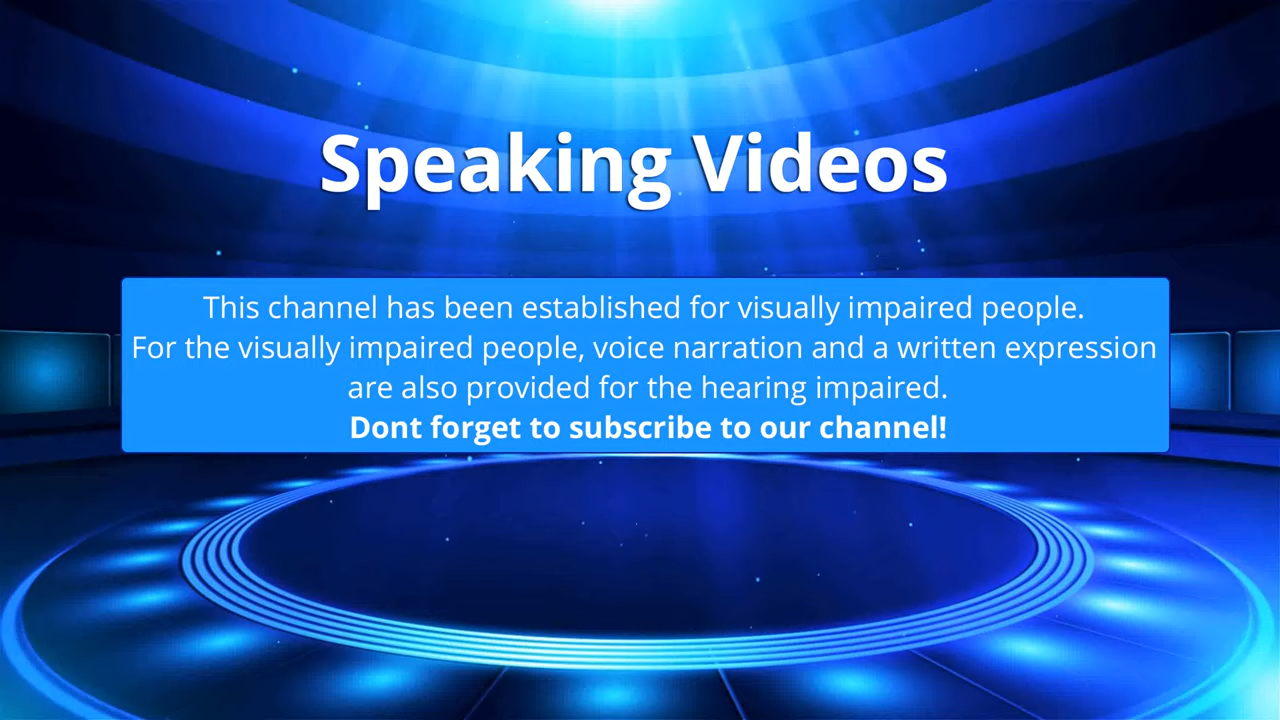 Speaking Videos
This channel has been established for visually impaired people.
For the visually impaired people, voice narration and a written expression
are also provided for the hearing impaired.
Dont forget to subscribe to our channel!